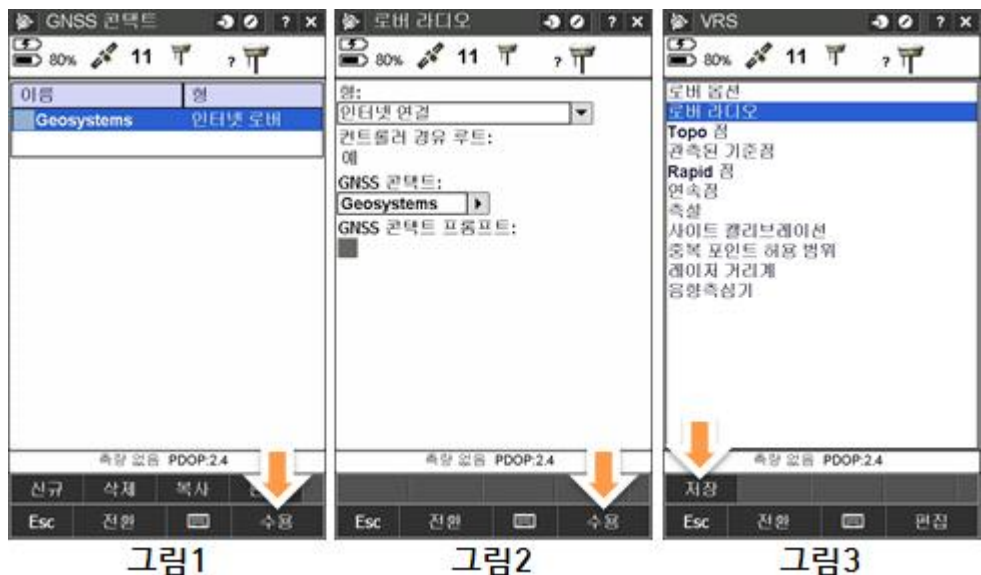 GNSS 콘택트
80% 11 ?
이름 형
Geosystems 인터넷 로버
측량 없음 PDOP:2.4
신규 삭제 복사
Esc 전환 수용
그림1
로버 라디오
80% 11 ?
형:
인터넷 연결
컨트롤러 경유 루트:
예
GNSS 콘택트:
Geosystems
GNSS 콘택트 프롬프트:
측량 없음 PDOP:2.4
Esc 전환 수용
그림2
VRS
80% 11 ?
로버 옵션
로버 라디오
Topo 점
관측된 기준점
Rapid 점
연속점
측설
사이트 캘리브레이션
중복 포인트 허용 범위
레이저 거리계
음향측심기
측량 없음 PDOP:2.4
저장
Esc 전환 편집
그림3